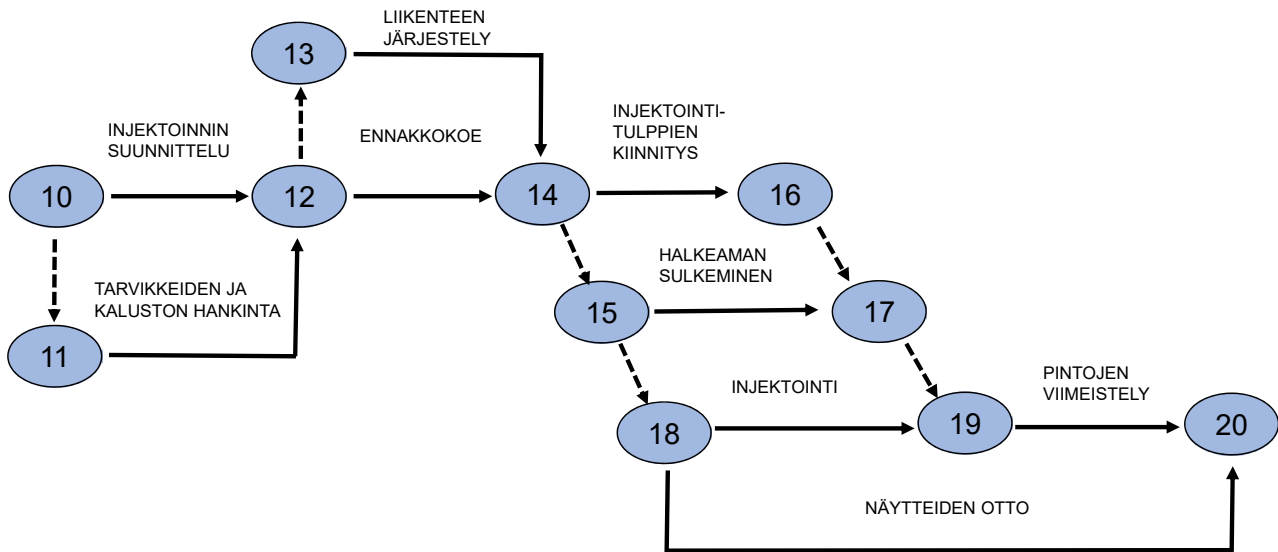 LIIKENTEEN
JÄRJESTELY
13
INJEKTOINNIN
SUUNNITTELU
ENNAKKOKOE
INJEKTOINTI-
TULPPIEN
KIINNITYS
10
12
14
16
TARVIKKEIDEN JA
KALUSTON HANKINTA
HALKEAMAN
SULKEMINEN
11
15
17
INJEKTOINTI
PINTOJEN
VIIMEISTELY
18
19
20
NÄYTTEIDEN OTTO